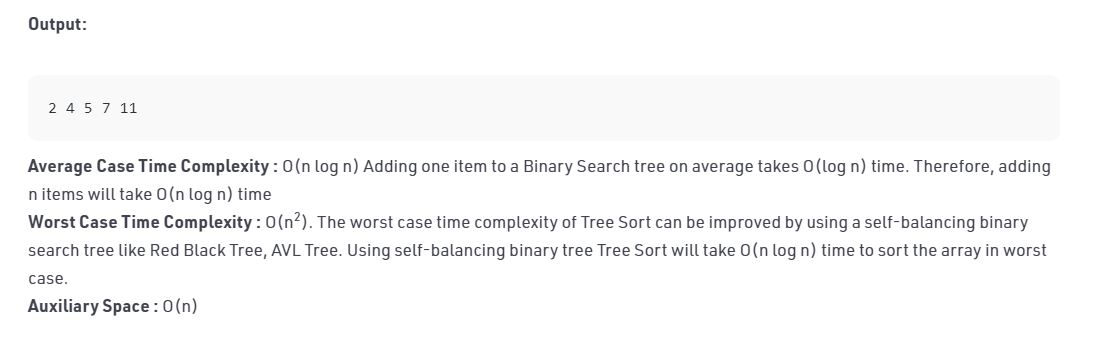 Output:
2 4 5 7 11
Average Case Time Complexity : O(n log n) Adding one item to a Binary Search tree on average takes O(log n) time. Therefore, adding
n items will take O(n log n) time
Worst Case Time Complexity : O(n²). The worst case time complexity of Tree Sort can be improved by using a self-balancing binary
search tree like Red Black Tree, AVL Tree. Using self-balancing binary tree Tree Sort will take O(n log n) time to sort the array in worst
case.
Auxiliary Space : O(n)